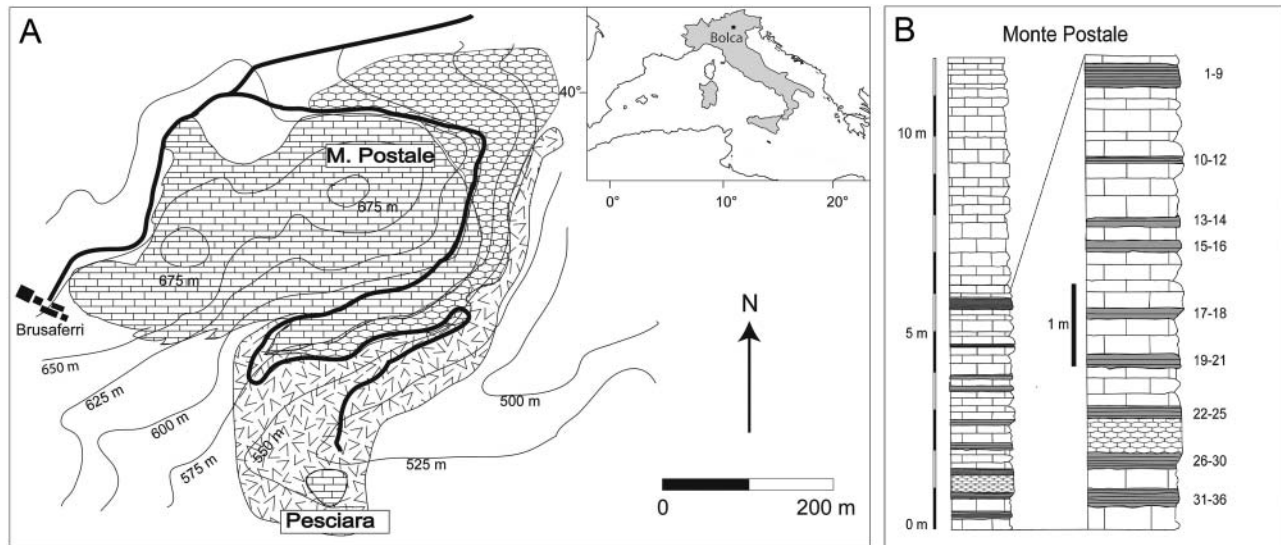 A
Bolca
40°
0°
10°
20°
M. Postale
675 m
675 m
Brusaferri
650 m
625 m
600 m
575 m
550 m
525 m
500 m
N
0
200 m
Pesciara
B
Monte Postale
10 m
5 m
0 m
1 m
1-9
10-12
13-14
15-16
17-18
19-21
22-25
26-30
31-36